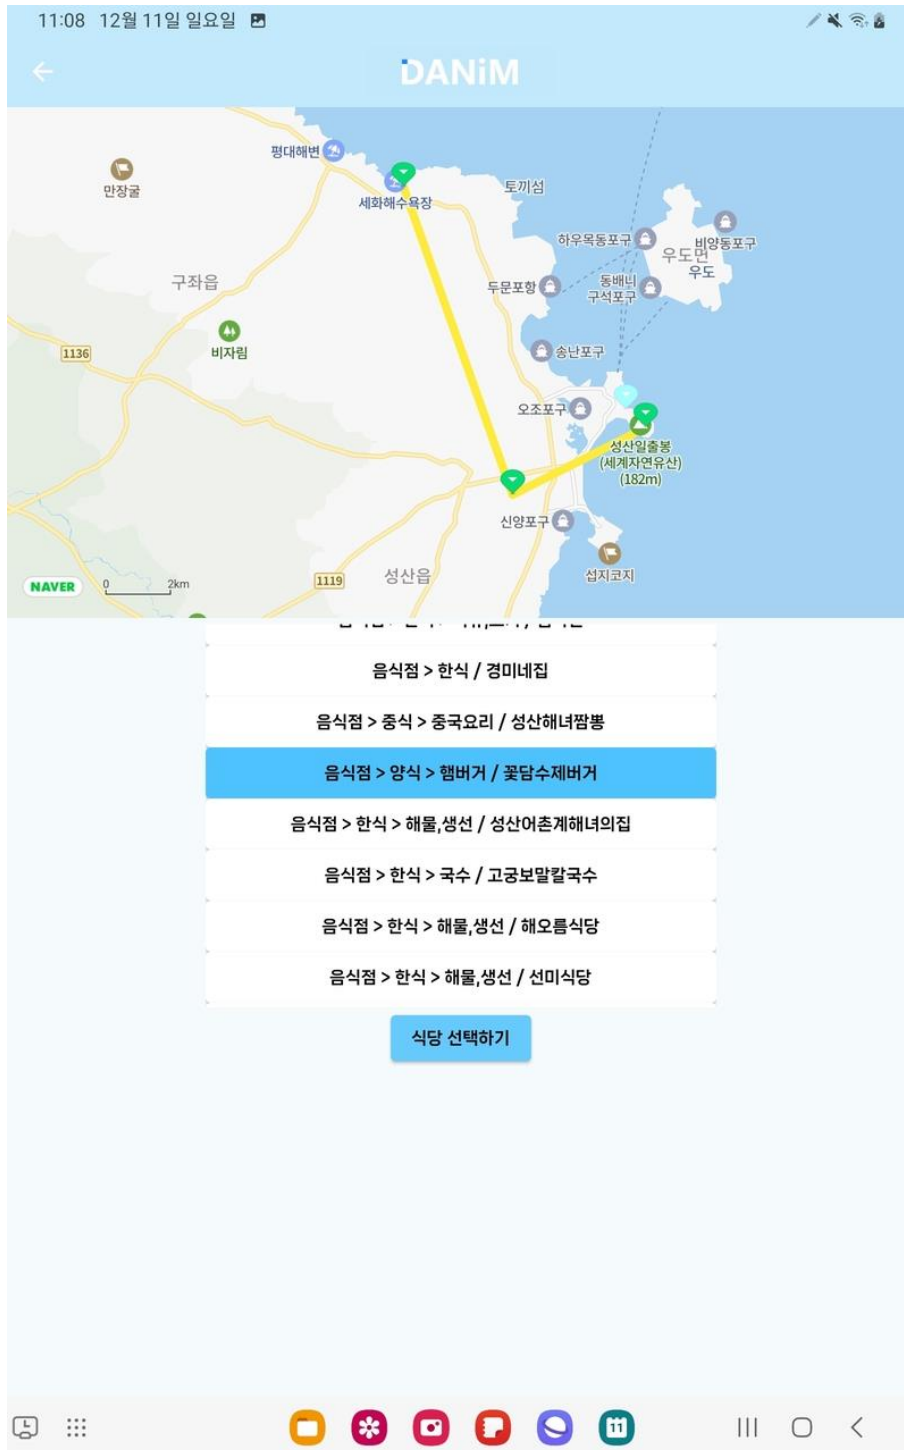 11:08 12월 11일 일요일
DANiM
평대해변
만장굴
세화해수욕장
토끼섬
하우목동포구
비양동포구
우도면
우도
구좌읍
두문포항
동배니
구석포구
1136
비자림
송난포구
오조포구
성산일출봉
(세계자연유산)
(182m)
신양포구
성산읍
섭지코지
1119
NAVER
0 2km
음식점 > 한식 / 경미네집
음식점 > 중식 > 중국요리 / 성산해녀짬뽕
음식점 > 양식 > 햄버거 / 꽃담수제버거
음식점 > 한식 > 해물,생선 / 성산어촌계해녀의집
음식점 > 한식 > 국수 / 고궁보말칼국수
음식점 > 한식 > 해물,생선 / 해오름식당
음식점 > 한식 > 해물,생선 / 선미식당
식당 선택하기
11